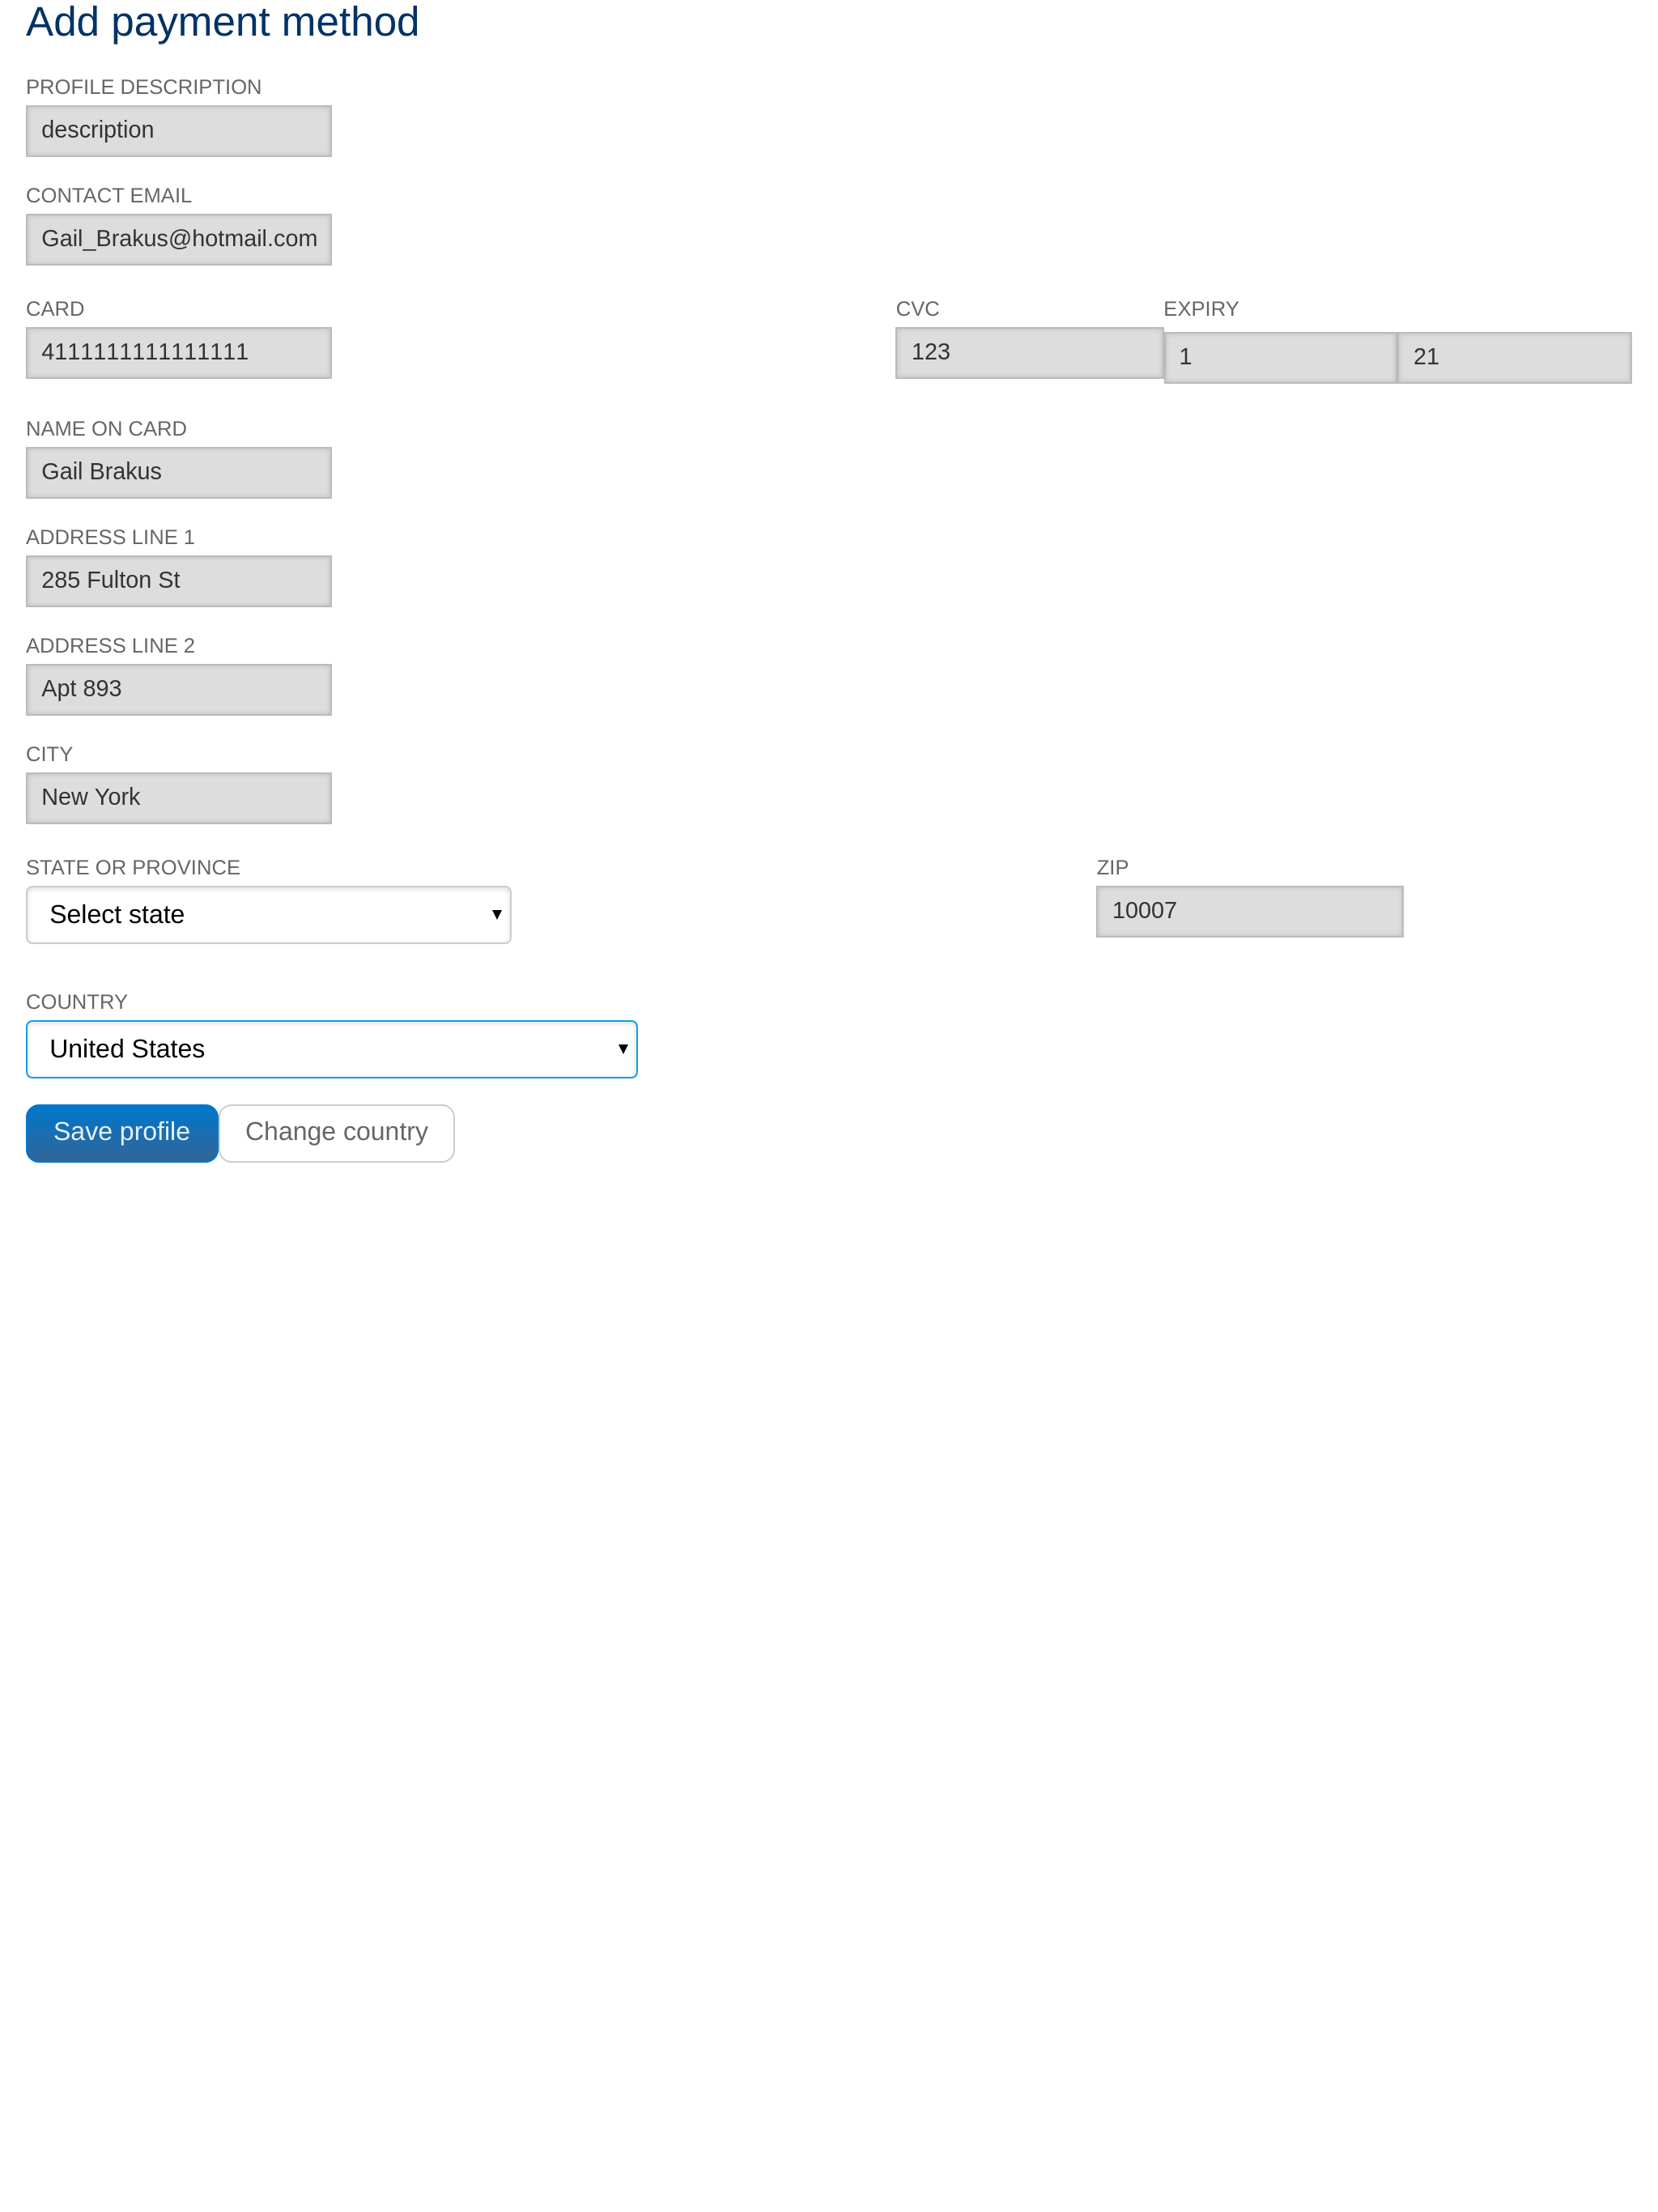 Add payment method
PROFILE DESCRIPTION
description
CONTACT EMAIL
Gail_Brakus@hotmail.com
CARD
4111111111111111
CVC
123
EXPIRY
1
21
NAME ON CARD
Gail Brakus
ADDRESS LINE 1
285 Fulton St
ADDRESS LINE 2
Apt 893
CITY
New York
STATE OR PROVINCE
Select state
ZIP
10007
COUNTRY
United States
Save profile
Change country